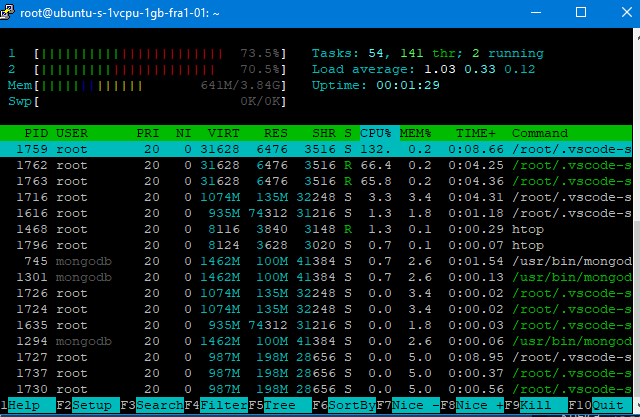 root@ubuntu-s-1vcpu-1gb-fra1-01: ~
1 [|||||||||||||||||||||||||| 73.5%] Tasks: 54, 141 thr; 2 running
2 [||||||||||||||||||||||||| 70.5%] Load average: 1.03 0.33 0.12
Mem[||||||||||||||| 641M/3.84G] Uptime: 00:01:29
Swp[ 0K/0K]
PID USER PRI NI VIRT RES SHR S CPU% MEM% TIME+ Command
1759 root 20 0 31628 6476 3516 S 132. 0.2 0:08.66 /root/.vscode-s
1762 root 20 0 31628 6476 3516 R 66.4 0.2 0:04.25 /root/.vscode-s
1763 root 20 0 31628 6476 3516 R 65.8 0.2 0:04.36 /root/.vscode-s
1716 root 20 0 1074M 135M 32248 S 3.3 3.4 0:04.31 /root/.vscode-s
1616 root 20 0 935M 74312 31216 S 1.3 1.8 0:01.18 /root/.vscode-s
1468 root 20 0 8116 3840 3148 R 1.3 0.1 0:00.29 htop
1796 root 20 0 8124 3628 3020 S 0.7 0.1 0:00.07 htop
745 mongodb 20 0 1462M 100M 41384 S 0.7 2.6 0:01.54 /usr/bin/mongod
1301 mongodb 20 0 1462M 100M 41384 S 0.7 2.6 0:00.13 /usr/bin/mongod
1726 root 20 0 1074M 135M 32248 S 0.0 3.4 0:00.02 /root/.vscode-s
1724 root 20 0 1074M 135M 32248 S 0.0 3.4 0:00.02 /root/.vscode-s
1635 root 20 0 935M 74312 31216 S 0.0 1.8 0:00.03 /root/.vscode-s
1294 mongodb 20 0 1462M 100M 41384 S 0.0 2.6 0:00.06 /usr/bin/mongod
1727 root 20 0 987M 198M 28656 S 0.0 5.0 0:08.95 /root/.vscode-s
1737 root 20 0 987M 198M 28656 S 0.0 5.0 0:00.37 /root/.vscode-s
1730 root 20 0 987M 198M 28656 S 0.0 5.0 0:00.56 /root/.vscode-s
1Help F2Setup F3SearchF4FilterF5Tree F6SortByF7Nice -F8Nice +F9Kill F10Quit